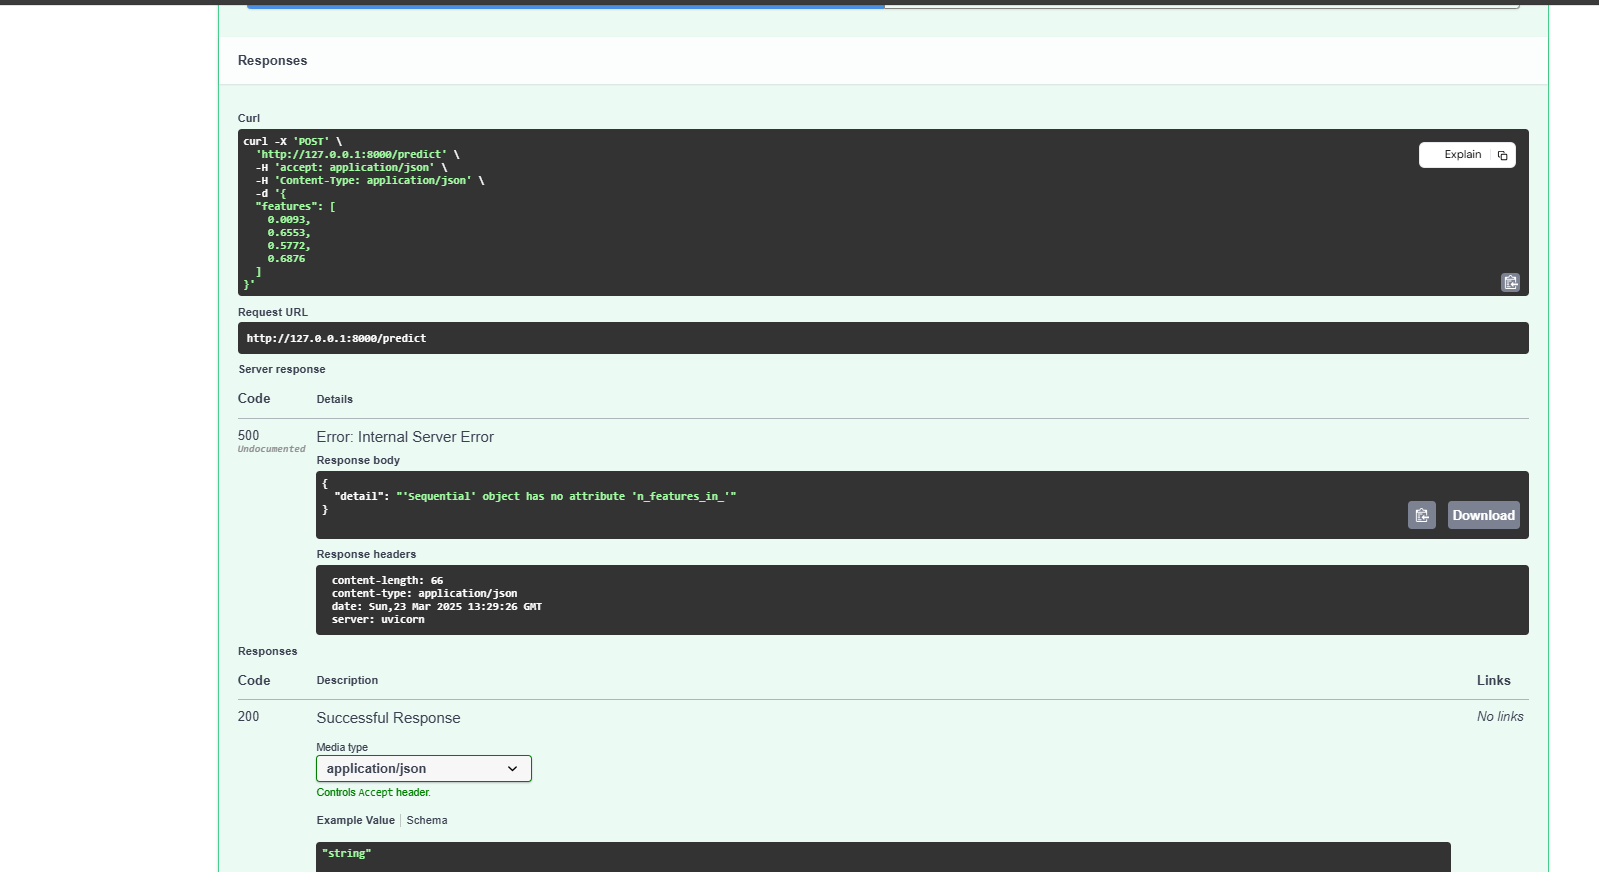 Responses
Curl
curl -X 'POST' \
'http://127.0.0.1:8000/predict' \
-H 'accept: application/json' \
-H 'Content-Type: application/json' \
-d '{
"features": [
0.0093,
0.6553,
0.5772,
0.6876
]
}'
Explain
Request URL
http://127.0.0.1:8000/predict
Server response
Code Details
500 Error: Internal Server Error
Undocumented
Response body
{
"detail": "'Sequential' object has no attribute 'n_features_in_'"
}
Download
Response headers
content-length: 66
content-type: application/json
date: Sun,23 Mar 2025 13:29:26 GMT
server: uvicorn
Responses
Code Description Links
200 Successful Response No links
Media type
application/json
Controls Accept header.
Example Value Schema
"string"